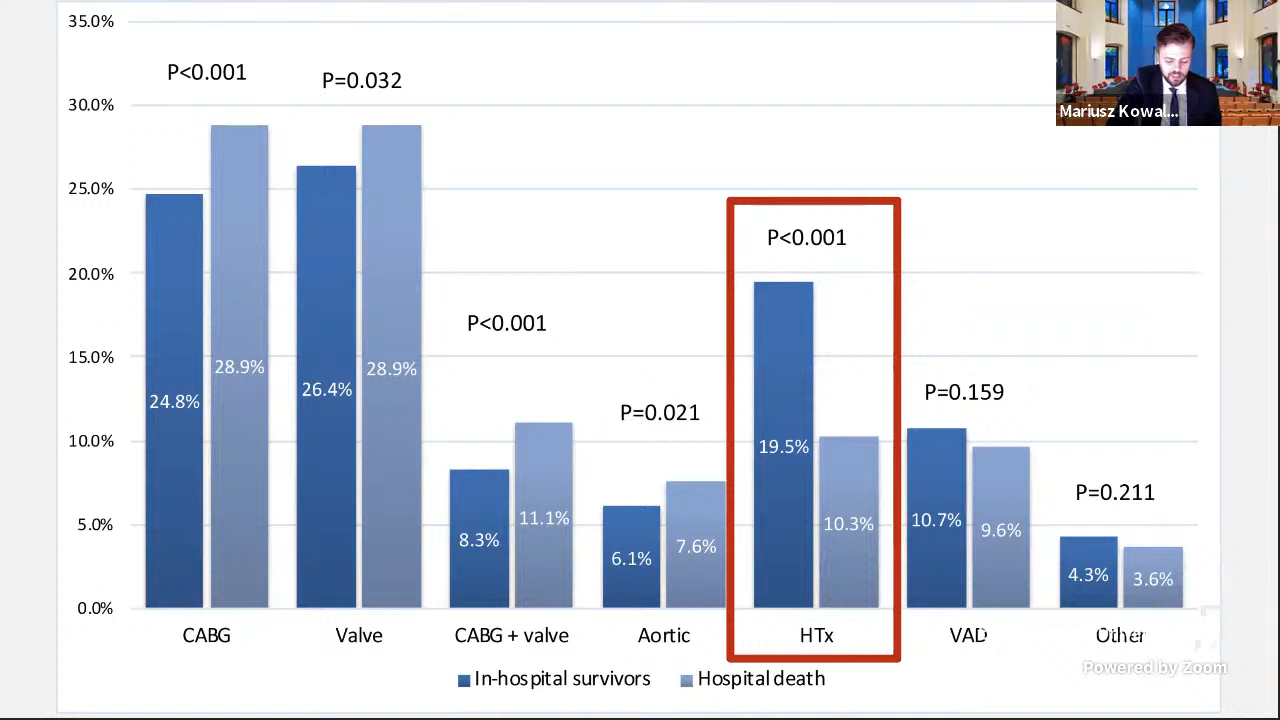 35.0%
P<0.001
P=0.032
Mariusz Kowal...
30.0%
25.0%
P<0.001
20.0%
P<0.001
15.0%
28.9%
28.9%
24.8%
26.4%
P=0.159
P=0.021
10.0%
19.5%
P=0.211
5.0%
11.1%
10.3%
10.7%
9.6%
8.3%
7.6%
6.1%
4.3%
3.6%
0.0%
CABG
Valve
CABG + valve
Aortic
HTx
VAD
Other
Powered by Zoom
In-hospital survivors
Hospital death